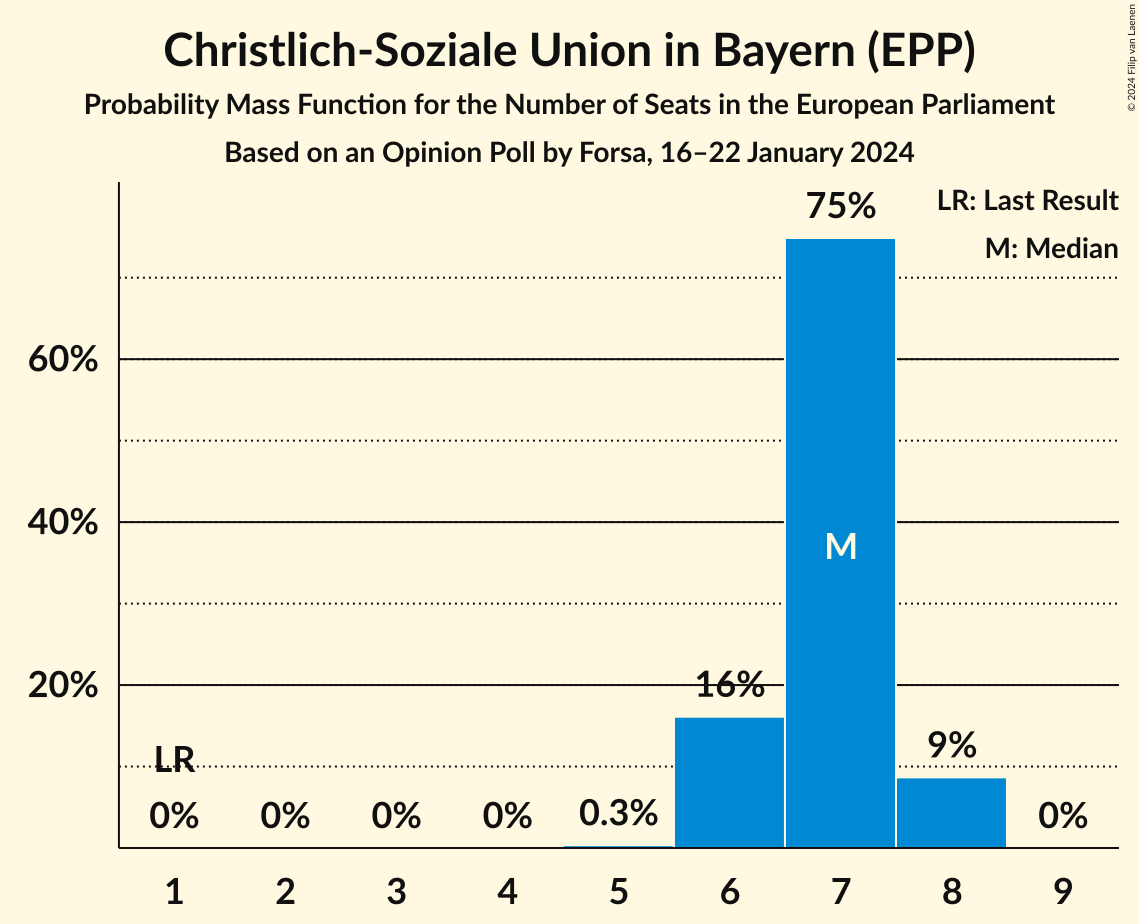 Christlich-Soziale Union in Bayern (EPP)
Probability Mass Function for the Number of Seats in the European Parliament
Based on an Opinion Poll by Forsa, 16–22 January 2024
© 2024 Filip van Laenen
LR: Last Result
M: Median
75%
60%
40%
M
20%
16%
9%
LR
0%
0%
0%
0%
0.3%
0%
1
2
3
4
5
6
7
8
9